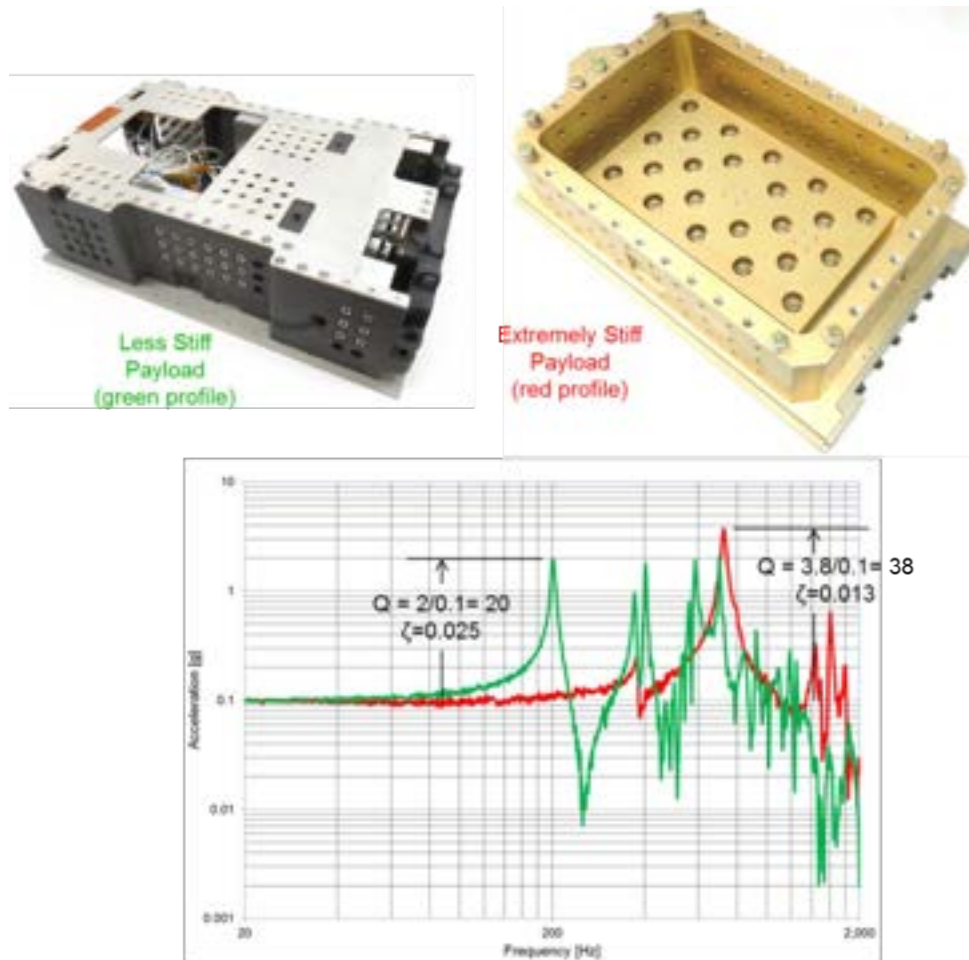 Less Stiff
Payload
(green profile)
Extremely Stiff
Payload
(red profile)
10
1
0.1
0.01
0.001
Acceleration [g]
Q = 2/0.1= 20
ζ=0.025
Q = 3.8/0.1= 38
ζ=0.013
20
200
2,000
Frequency [Hz]